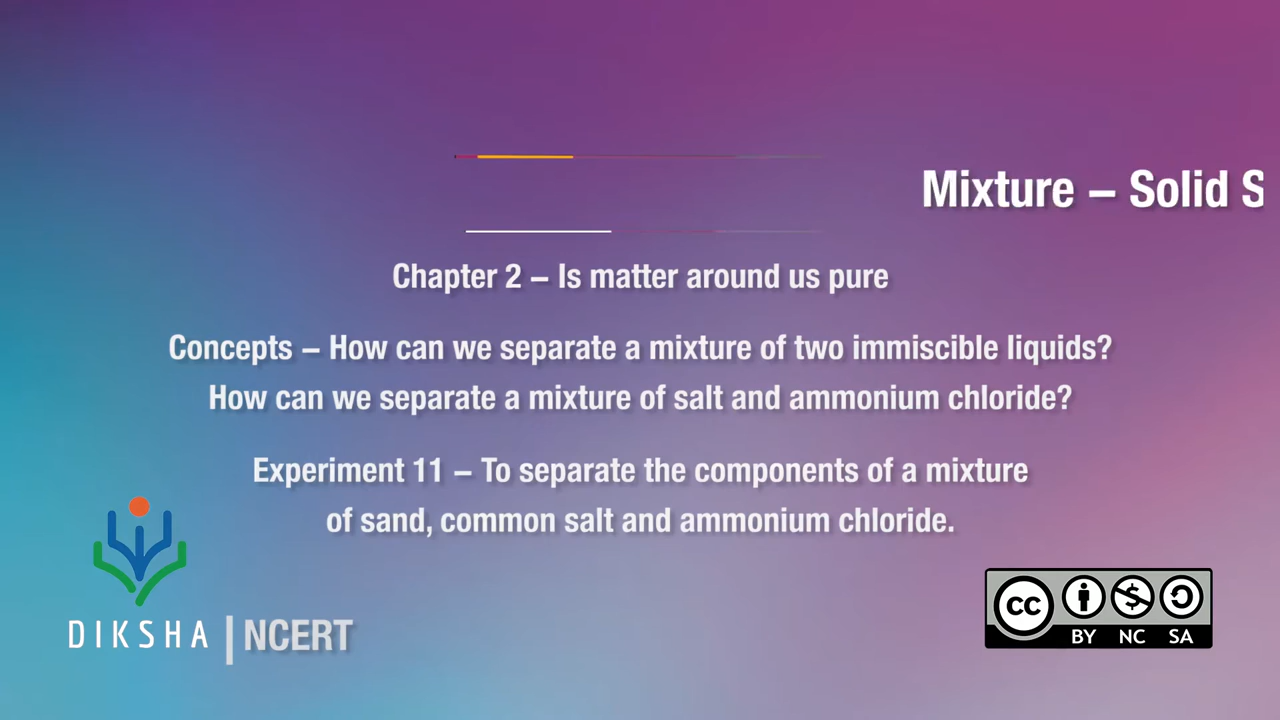 Mixture – Solid
Chapter 2 – Is matter around us pure
Concepts – How can we separate a mixture of two immiscible liquids?
How can we separate a mixture of salt and ammonium chloride?
Experiment 11 – To separate the components of a mixture
of sand, common salt and ammonium chloride.
DIKSHA | NCERT
CC BY NC SA